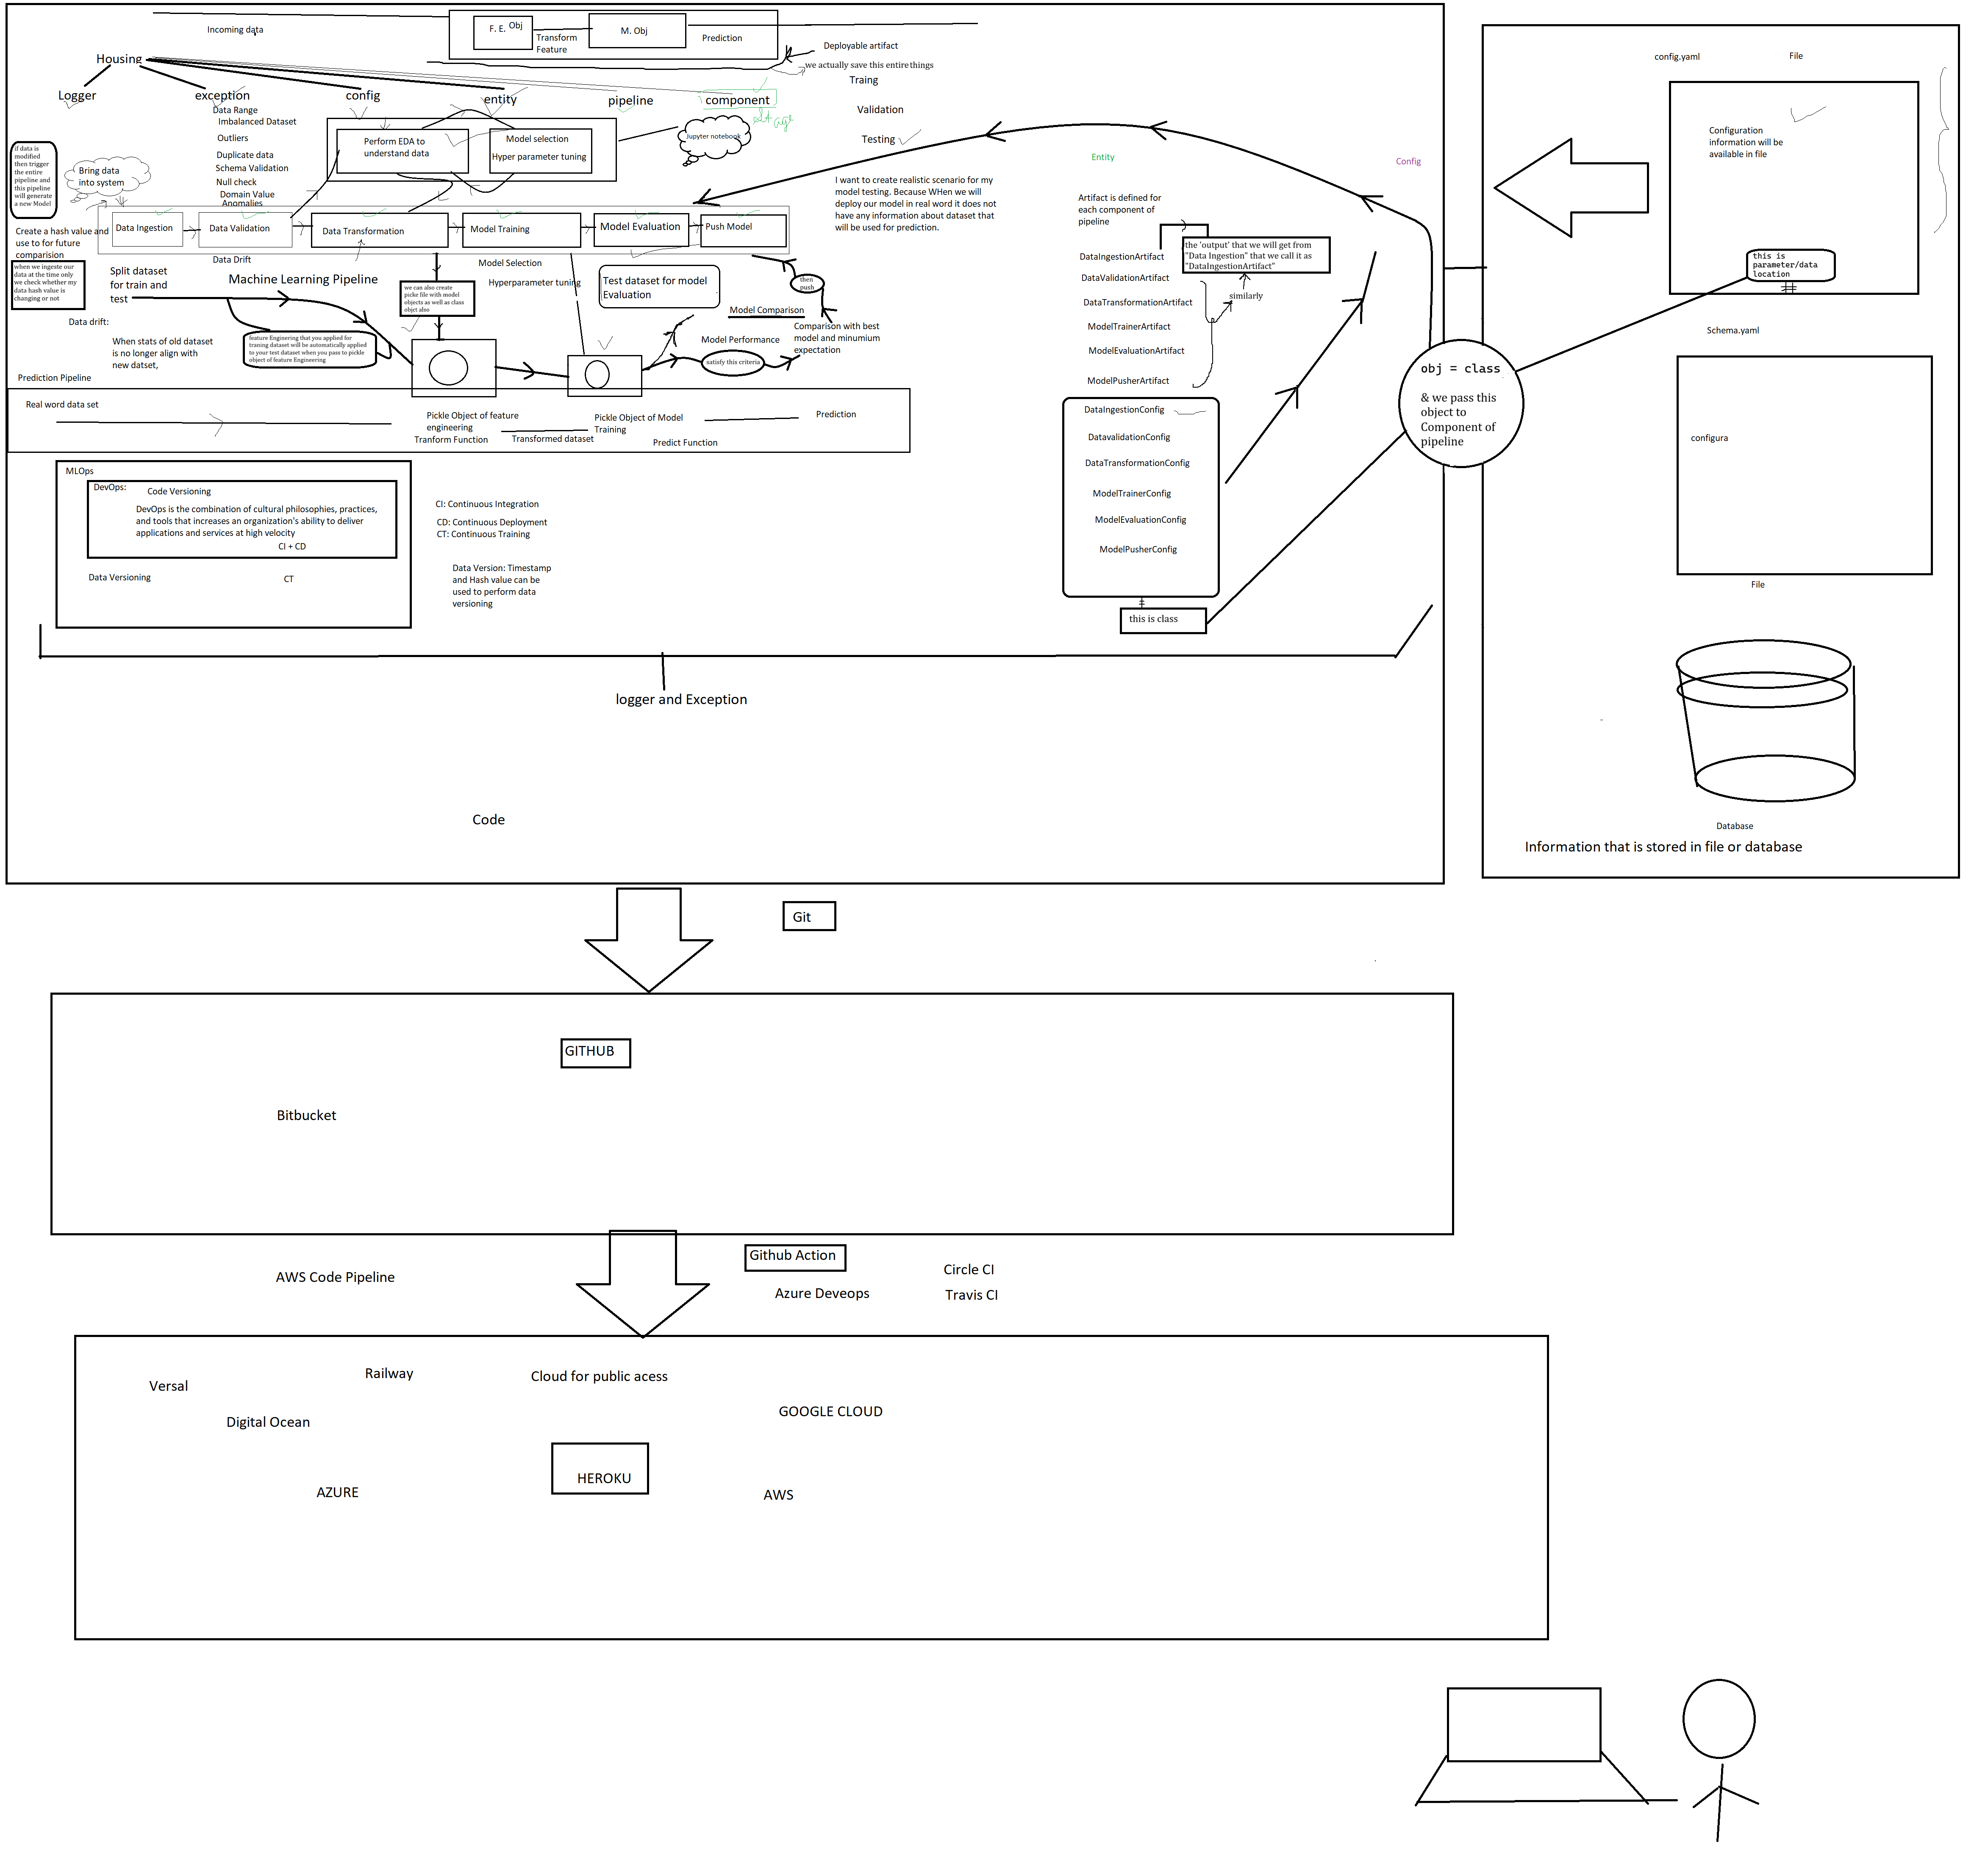 Incoming data
F. E. Obj
Transform
Feature
M. Obj
Prediction
Deployable artifact
we actually save this entire things
Housing
Logger
exception
config
entity
pipeline
component
stage
Traing
Validation
Testing
Data Range
Imbalanced Dataset
Outliers
Duplicate data
Schema Validation
Null check
Domain Value
Anomalies
Perform EDA to
understand data
Model selection
Hyper parameter tuning
Jupyter notebook
if data is
modified
then trigger
the entire
pipeline and
this pipeline
will generate
a new Model
Bring data
into system
I want to create realistic scenario for my
model testing. Because WHen we will
deploy our model in real word it does not
have any information about dataset that
will be used for prediction.
Data Ingestion
Data Validation
Data Transformation
Model Training
Model Evaluation
Push Model
Create a hash value and
use to for future
comparision
when we ingeste our
data at the time only
we check whether my
data hash value is
changing or not
Split dataset
for train and
test
Data Drift
Machine Learning Pipeline
Model Selection
Hyperparameter tuning
we can also create
picke file with model
objects as well as class
objct also
Test dataset for model
Evaluation
then
push
Model Comparison
Comparison with best
model and minumium
expectation
Model Performance
satisfy this criteria
Data drift:
When stats of old dataset
is no longer align with
new datset,
feature Enginering that you applied for
traning dataset will be automatically applied
to your test dataset when you pass to pickle
object of feature Engineering
Prediction Pipeline
Real word data set
Pickle Object of feature
engineering
Tranform Function
Transformed dataset
Pickle Object of Model
Training
Predict Function
Prediction
MLOps
DevOps:
Code Versioning
DevOps is the combination of cultural philosophies, practices,
and tools that increases an organization's ability to deliver
applications and services at high velocity
CI + CD
Data Versioning
CT
CI: Continuous Integration
CD: Continuous Deployment
CT: Continuous Training
Data Version: Timestamp
and Hash value can be
used to perform data
versioning
Entity
Config
Artifact is defined for
each component of
pipeline
the 'output' that we will get from
"Data Ingestion" that we call it as
"DataIngestionArtifact"
DataIngestionArtifact
DataValidationArtifact
similarly
DataTransformationArtifact
ModelTrainerArtifact
ModelEvaluationArtifact
ModelPusherArtifact
DataIngestionConfig
DatavalidationConfig
DataTransformationConfig
ModelTrainerConfig
ModelEvaluationConfig
ModelPusherConfig
this is class
obj = class
& we pass this
object to
Component of
pipeline
config.yaml
File
Configuration
information will be
available in file
this is
parameter/data
location
Schema.yaml
configura
File
Database
Information that is stored in file or database
logger and Exception
Code
Git
GITHUB
Bitbucket
AWS Code Pipeline
Github Action
Azure Deveops
Circle CI
Travis CI
Versal
Railway
Cloud for public acess
Digital Ocean
GOOGLE CLOUD
HEROKU
AZURE
AWS